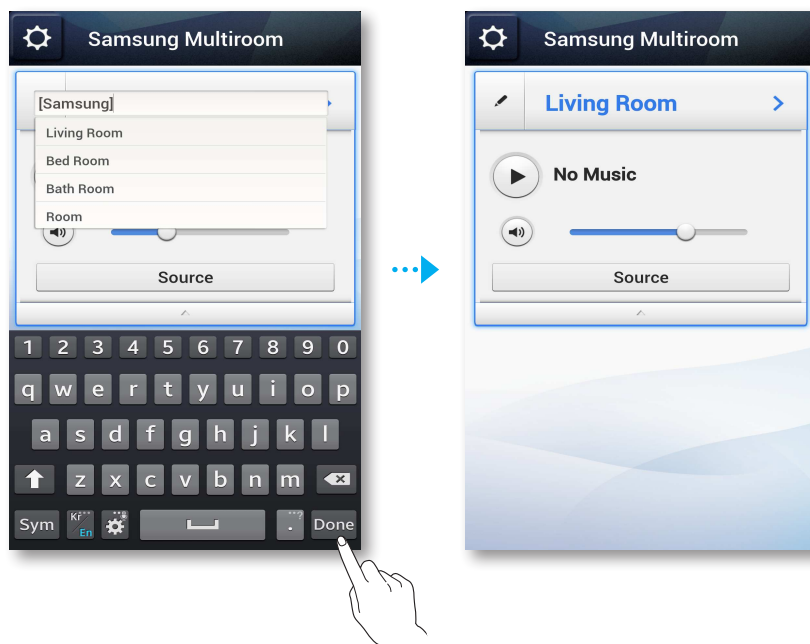 Samsung Multiroom
[Samsung]
Living Room
Bed Room
Bath Room
Room
Source
1 2 3 4 5 6 7 8 9 0
q w e r t y u i o p
a s d f g h j k l
z x c v b n m
Sym Kr En . ...? Done
Samsung Multiroom
Living Room
No Music
Source